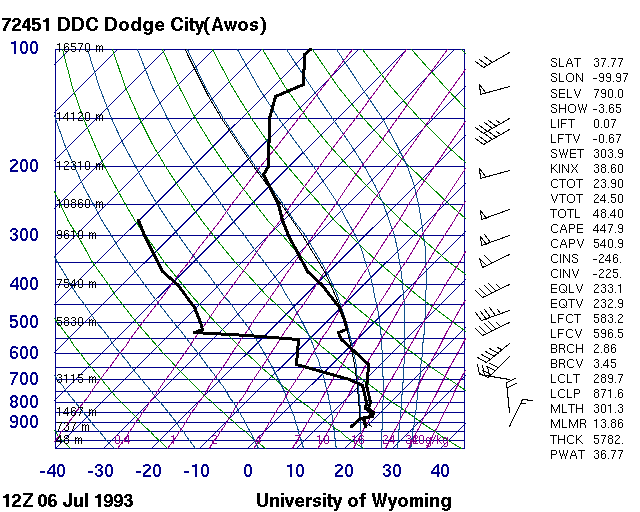 72451 DDC Dodge City(Awos)
100 16570 m
14120 m
200 12310 m
10860 m
300 9610 m
400 7540 m
500 5830 m
600
700 3115 m
800
1467 m
900 737 m
48 m 0.4 1 2 4 7 10 16 24 32 40g/kg
-40 -30 -20 -10 0 10 20 30 40
12Z 06 Jul 1993 University of Wyoming
SLAT 37.77
SLON -99.97
SELV 790.0
SHOW -3.65
LIFT 0.07
LFTV -0.67
SWET 303.9
KINX 38.60
CTOT 23.90
VTOT 24.50
TOTL 48.40
CAPE 447.9
CAPV 540.9
CINS -246.
CINV -225.
EQLV 233.1
EQTV 232.9
LFCT 583.2
LFCV 596.5
BRCH 2.86
BRCV 3.45
LCLT 289.7
LCLP 871.6
MLTH 301.3
MLMR 13.86
THCK 5782.
PWAT 36.77